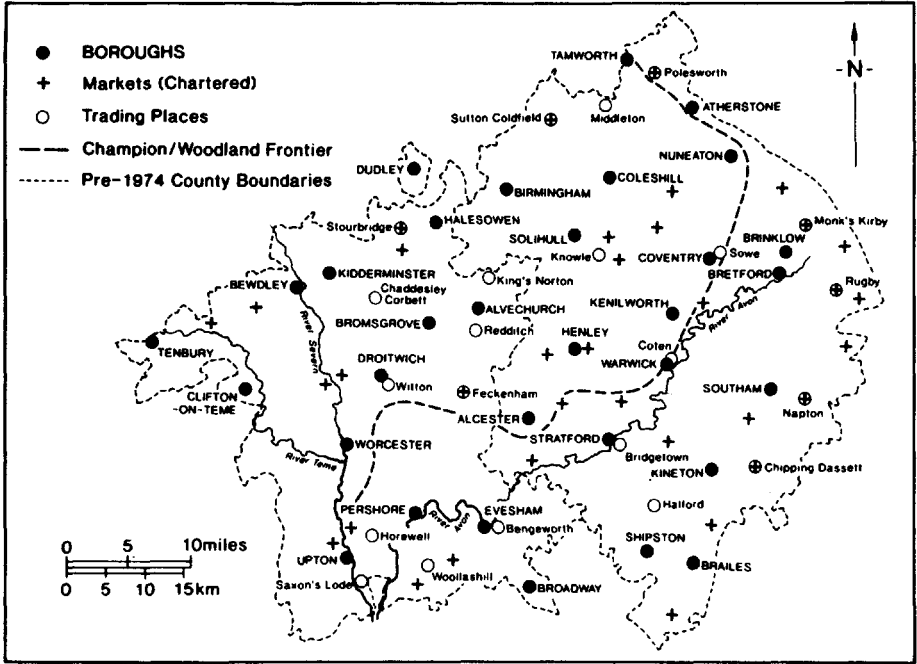 BOROUGHS
Markets (Chartered)
Trading Places
Champion/Woodland Frontier
Pre-1974 County Boundaries
-N-
TAMWORTH
Polesworth
ATHERSTONE
Sutton Coldfield
Middleton
NUNEATON
DUDLEY
COLESHILL
BIRMINGHAM
Stourbridge
HALESOWEN
Monk's Kirby
SOLIHULL
BRINKLOW
Knowle
COVENTRY
Sowe
BRETFORD
KIDDERMINSTER
King's Norton
BEWDLEY
Chaddesley
Corbett
Rugby
River Severn
ALVECHURCH
KENILWORTH
River Avon
BROMSGROVE
Redditch
HENLEY
Coten
TENBURY
DROITWICH
WARWICK
Witton
Feckenham
SOUTHAM
Napton
CLIFTON
-ON-TEME
ALCESTER
STRATFORD
WORCESTER
Bridgetown
River Teme
KINETON
Chipping Dassett
PERSHORE
River Avon
EVESHAM
Halford
Bengeworth
Horewell
0 5 10miles
UPTON
SHIPSTON
Woollashill
BRAILES
0 5 10 15km
Saxon's Lode
BROADWAY